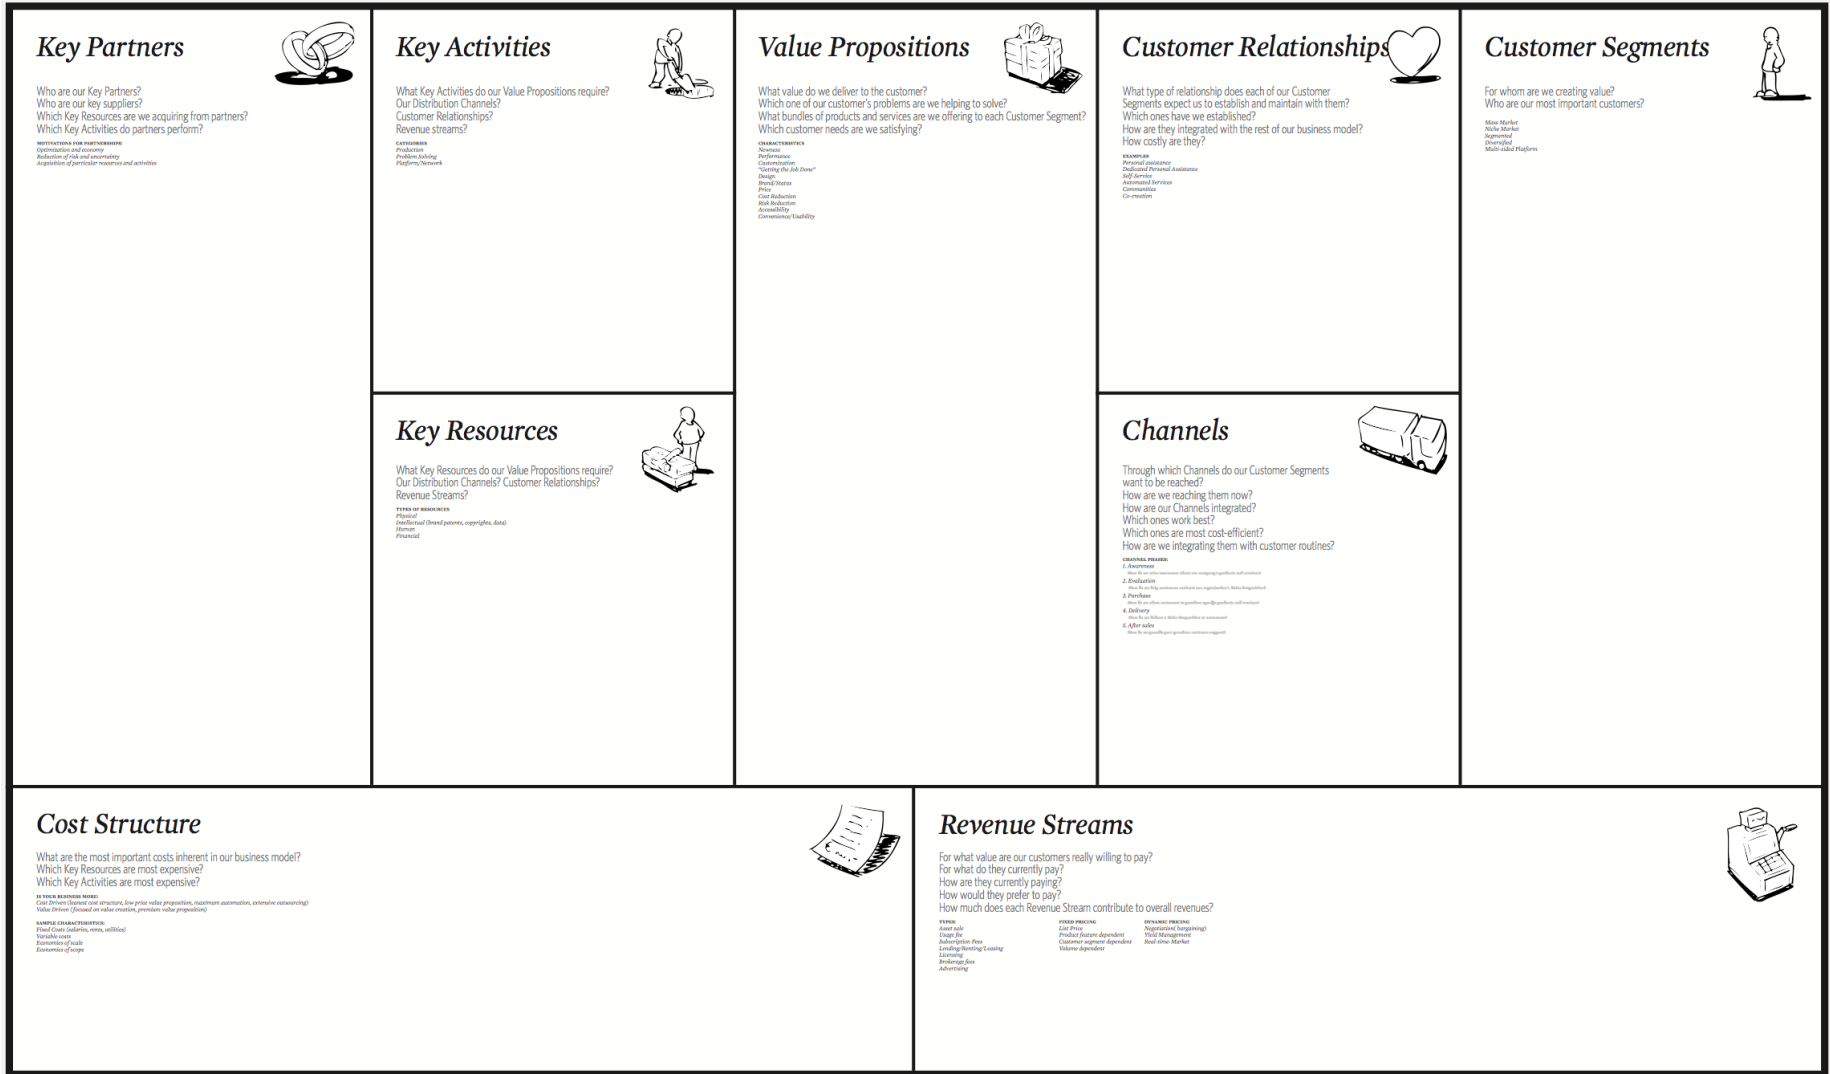 Key Partners
Who are our Key Partners?
Who are our key suppliers?
Which Key Resources are we acquiring from partners?
Which Key Activities do partners perform?
MOTIVATIONS FOR PARTNERSHIPS:
Optimization and economy
Reduction of risk and uncertainty
Acquisition of particular resources and activities
Key Activities
What Key Activities do our Value Propositions require?
Our Distribution Channels?
Customer Relationships?
Revenue streams?
CATEGORIES
Production
Problem Solving
Platform/Network
Key Resources
What Key Resources do our Value Propositions require?
Our Distribution Channels? Customer Relationships?
Revenue Streams?
TYPES OF RESOURCES
Physical
Intellectual (brand patents, copyrights, data)
Human
Financial
Value Propositions
What value do we deliver to the customer?
Which one of our customer's problems are we helping to solve?
What bundles of products and services are we offering to each Customer Segment?
Which customer needs are we satisfying?
CHARACTERISTICS
Newness
Performance
Customization
"Getting the Job Done"
Design
Brand/Status
Price
Cost Reduction
Risk Reduction
Accessibility
Convenience/Usability
Customer Relationships
What type of relationship does each of our Customer
Segments expect us to establish and maintain with them?
Which ones have we established?
How are they integrated with the rest of our business model?
How costly are they?
EXAMPLES
Personal assistance
Dedicated Personal Assistance
Self-Service
Automated Services
Communities
Co-creation
Channels
Through which Channels do our Customer Segments
want to be reached?
How are we reaching them now?
How are our Channels integrated?
Which ones work best?
Which ones are most cost-efficient?
How are we integrating them with customer routines?
CHANNEL PHASES:
1. Awareness
2. Evaluation
3. Purchase
4. Delivery
5. After sales
Customer Segments
For whom are we creating value?
Who are our most important customers?
Mass Market
Niche Market
Segmented
Diversified
Multi-sided Platform
Cost Structure
What are the most important costs inherent in our business model?
Which Key Resources are most expensive?
Which Key Activities are most expensive?
IS YOUR BUSINESS MORE:
Cost Driven (leanest cost structure, low price value proposition, maximum automation, extensive outsourcing)
Value Driven ( focused on value creation, premium value proposition)
SAMPLE CHARACTERISTICS:
Fixed Costs (salaries, rents, utilities)
Variable costs
Economies of scale
Economies of scope
Revenue Streams
For what value are our customers really willing to pay?
For what do they currently pay?
How are they currently paying?
How would they prefer to pay?
How much does each Revenue Stream contribute to overall revenues?
TYPES:
Asset sale
Usage fee
Subscription Fees
Lending/Renting/Leasing
Licensing
Brokerage fees
Advertising
FIXED PRICING
List Price
Product feature dependent
Customer segment dependent
Volume dependent
DYNAMIC PRICING
Negotiation( bargaining)
Yield Management
Real-time-Market